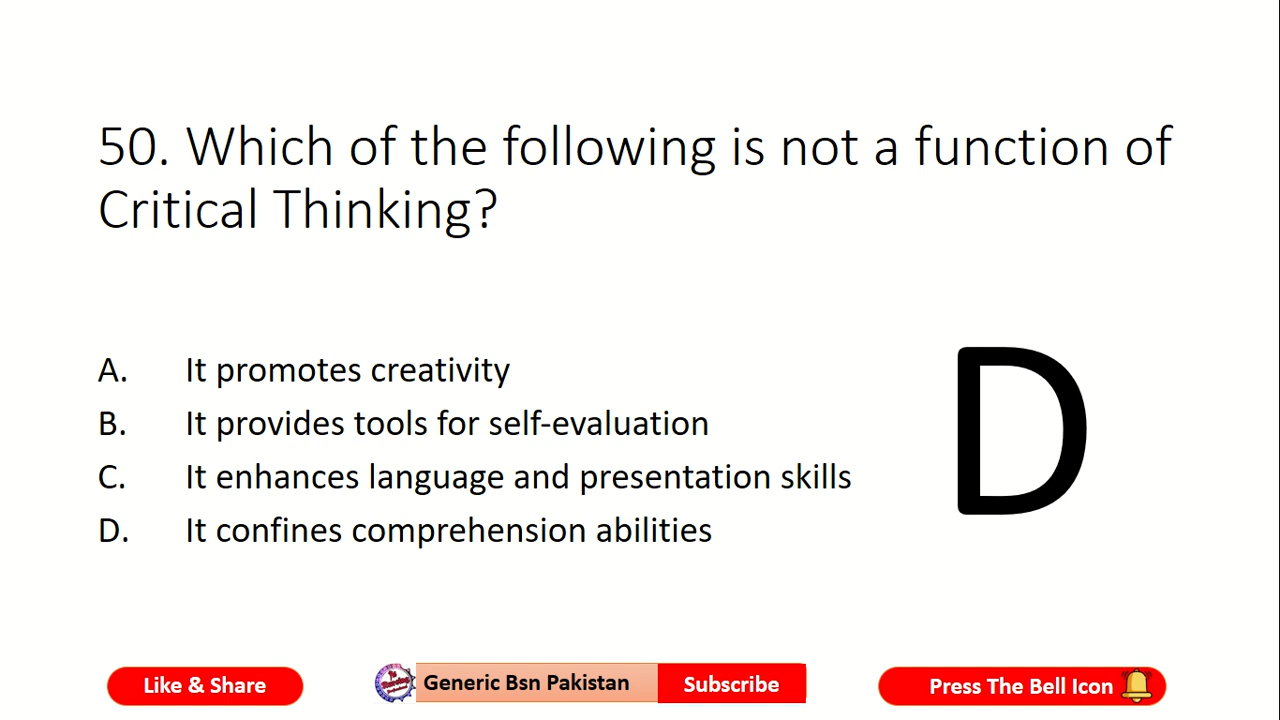 50. Which of the following is not a function of
Critical Thinking?
A. It promotes creativity
B. It provides tools for self-evaluation
C. It enhances language and presentation skills
D. It confines comprehension abilities
D
Like & Share
Generic Bsn Pakistan
Subscribe
Press The Bell Icon